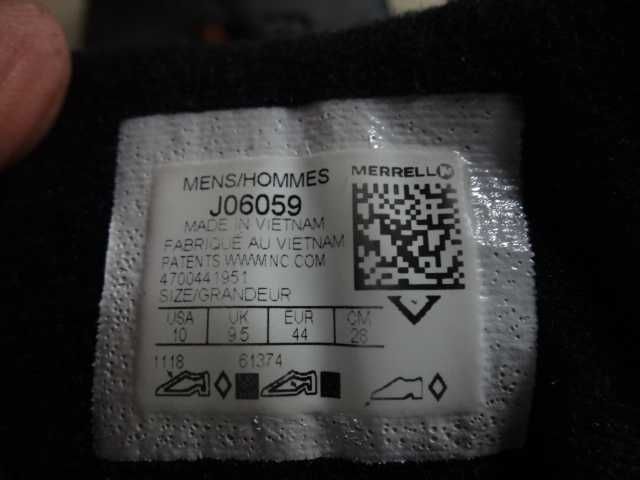 MENS/HOMMES
MERRELL
J06059
MADE IN VIETNAM
FABRIQUÉ AU VIETNAM
PATENTS WWW.NC.COM
4700441951
SIZE/GRANDEUR
USA UK EUR CM
10 9.5 44 28
1118 61374